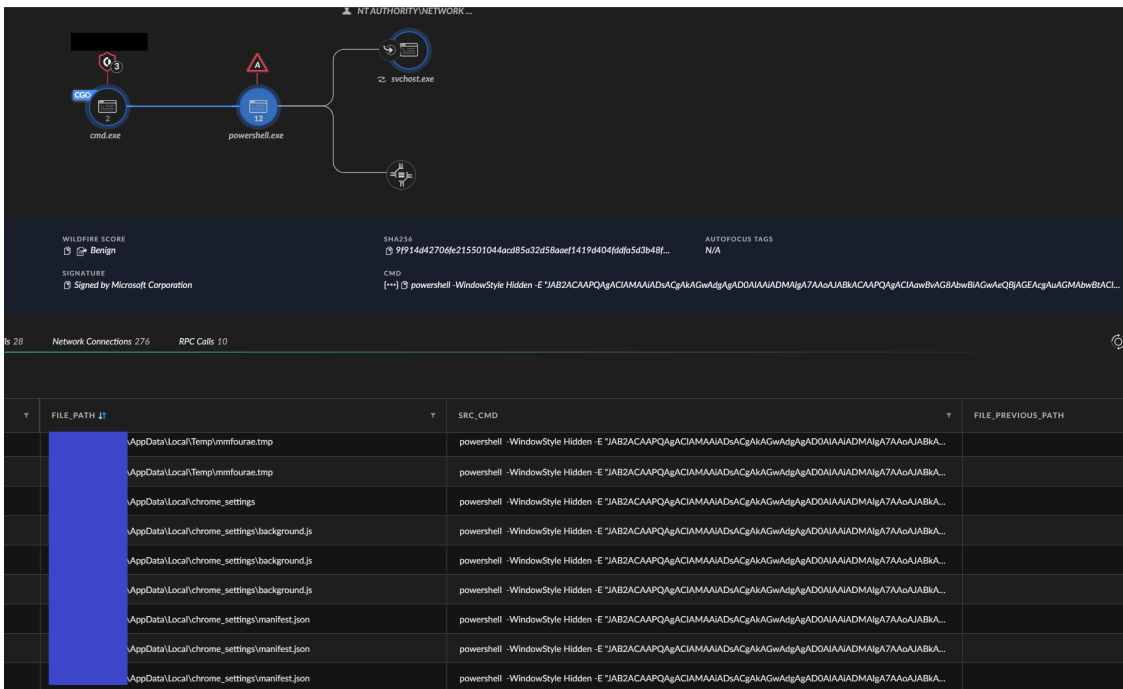 NT AUTHORITY\NETWORK ...
3
A
CGO
2
12
cmd.exe
powershell.exe
svchost.exe
WILDFIRE SCORE
Benign
SHA256
9f914d42706fe215501044acd85a32d58aaef1419d404fddfa5d3b48f...
AUTOFOCUS TAGS
N/A
SIGNATURE
Signed by Microsoft Corporation
CMD
powershell -WindowStyle Hidden -E "JAB2ACAAPQAgACIAMAAiADsACgAkAGwAdgAgAD0AIAAiADMAIgA7AAoAJABkACAAPQAgACIAawBvAG8AbwBiAGwAeQBjAGEAcgAuAGMAbwBtACI...
ls 28
Network Connections 276
RPC Calls 10
FILE_PATH
SRC_CMD
FILE_PREVIOUS_PATH
\AppData\Local\Temp\mmfourae.tmp
powershell -WindowStyle Hidden -E "JAB2ACAAPQAgACIAMAAiADsACgAkAGwAdgAgAD0AIAAiADMAIgA7AAoAJABkA...
\AppData\Local\Temp\mmfourae.tmp
powershell -WindowStyle Hidden -E "JAB2ACAAPQAgACIAMAAiADsACgAkAGwAdgAgAD0AIAAiADMAIgA7AAoAJABkA...
\AppData\Local\chrome_settings
powershell -WindowStyle Hidden -E "JAB2ACAAPQAgACIAMAAiADsACgAkAGwAdgAgAD0AIAAiADMAIgA7AAoAJABkA...
\AppData\Local\chrome_settings\background.js
powershell -WindowStyle Hidden -E "JAB2ACAAPQAgACIAMAAiADsACgAkAGwAdgAgAD0AIAAiADMAIgA7AAoAJABkA...
\AppData\Local\chrome_settings\background.js
powershell -WindowStyle Hidden -E "JAB2ACAAPQAgACIAMAAiADsACgAkAGwAdgAgAD0AIAAiADMAIgA7AAoAJABkA...
\AppData\Local\chrome_settings\background.js
powershell -WindowStyle Hidden -E "JAB2ACAAPQAgACIAMAAiADsACgAkAGwAdgAgAD0AIAAiADMAIgA7AAoAJABkA...
\AppData\Local\chrome_settings\manifest.json
powershell -WindowStyle Hidden -E "JAB2ACAAPQAgACIAMAAiADsACgAkAGwAdgAgAD0AIAAiADMAIgA7AAoAJABkA...
\AppData\Local\chrome_settings\manifest.json
powershell -WindowStyle Hidden -E "JAB2ACAAPQAgACIAMAAiADsACgAkAGwAdgAgAD0AIAAiADMAIgA7AAoAJABkA...
\AppData\Local\chrome_settings\manifest.json
powershell -WindowStyle Hidden -E "JAB2ACAAPQAgACIAMAAiADsACgAkAGwAdgAgAD0AIAAiADMAIgA7AAoAJABkA...